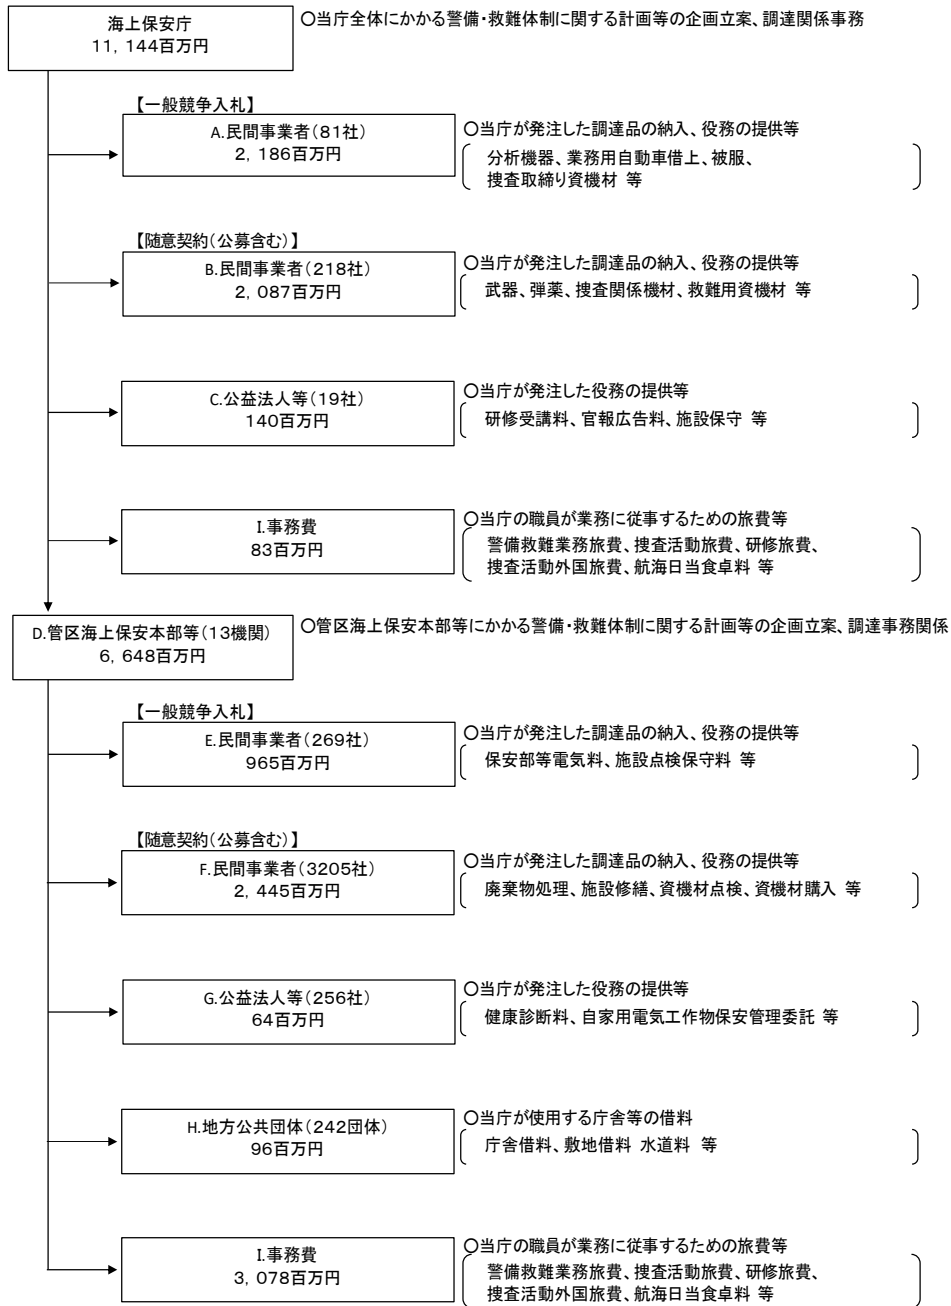 海上保安庁
11,144百万円
○当庁全体にかかる警備・救難体制に関する計画等の企画立案、調達関係事務
【一般競争入札】
A.民間事業者(81社)
2,186百万円
○当庁が発注した調達品の納入、役務の提供等
分析機器、業務用自動車借上、被服、
捜査取締り資機材 等
【随意契約(公募含む)】
B.民間事業者(218社)
2,087百万円
○当庁が発注した調達品の納入、役務の提供等
武器、弾薬、捜査関係機材、救難用資機材 等
C.公益法人等(19社)
140百万円
○当庁が発注した役務の提供等
研修受講料、官報広告料、施設保守 等
I.事務費
83百万円
○当庁の職員が業務に従事するための旅費等
警備救難業務旅費、捜査活動旅費、研修旅費、
捜査活動外国旅費、航海日当食卓料 等
D.管区海上保安本部等(13機関)
6,648百万円
○管区海上保安本部等にかかる警備・救難体制に関する計画等の企画立案、調達事務関係
【一般競争入札】
E.民間事業者(269社)
965百万円
○当庁が発注した調達品の納入、役務の提供等
保安部等電気料、施設点検保守料 等
【随意契約(公募含む)】
F.民間事業者(3205社)
2,445百万円
○当庁が発注した調達品の納入、役務の提供等
廃棄物処理、施設修繕、資機材点検、資機材購入 等
G.公益法人等(256社)
64百万円
○当庁が発注した役務の提供等
健康診断料、自家用電気工作物保安管理委託 等
H.地方公共団体(242団体)
96百万円
○当庁が使用する庁舎等の借料
庁舎借料、敷地借料 水道料 等
I.事務費
3,078百万円
○当庁の職員が業務に従事するための旅費等
警備救難業務旅費、捜査活動旅費、研修旅費、
捜査活動外国旅費、航海日当食卓料 等